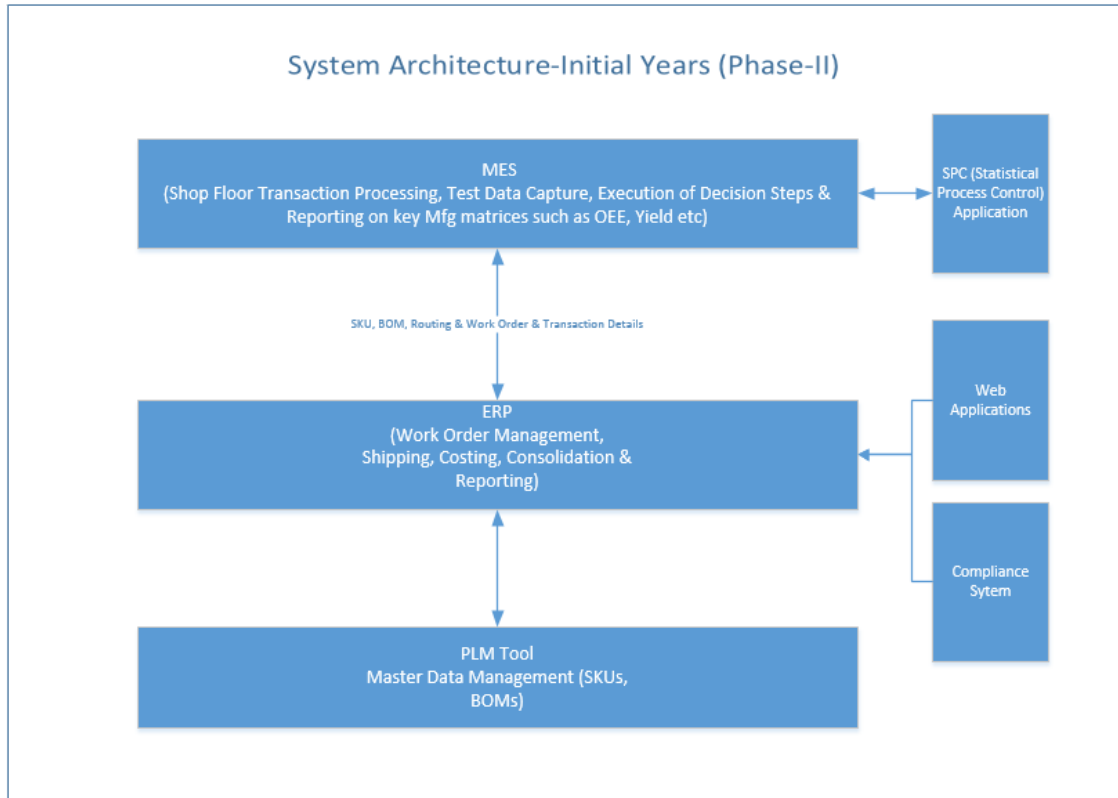 System Architecture-Initial Years (Phase-II)
MES
(Shop Floor Transaction Processing, Test Data Capture, Execution of Decision Steps &
Reporting on key Mfg matrices such as OEE, Yield etc)
SPC (Statistical
Process Control)
Application
SKU, BOM, Routing & Work Order & Transaction Details
Web
Applications
ERP
(Work Order Management,
Shipping, Costing, Consolidation &
Reporting)
Compliance
Sytem
PLM Tool
Master Data Management (SKUs,
BOMs)